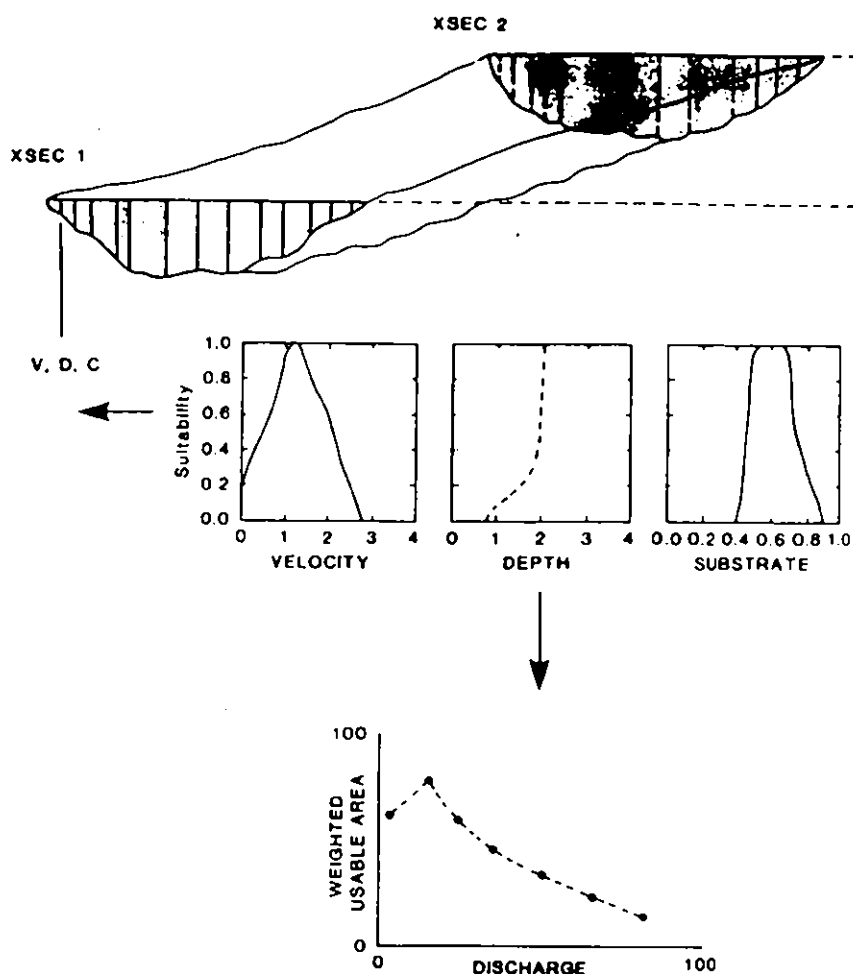 XSEC 2
XSEC 1
V, D, C
Suitability
1.0
0.8
0.6
0.4
0.2
0.0
0 1 2 3 4
VELOCITY
0 1 2 3 4
DEPTH
0.0 0.2 0.4 0.6 0.8 1.0
SUBSTRATE
100
WEIGHTED
USABLE AREA
0
0
100
DISCHARGE